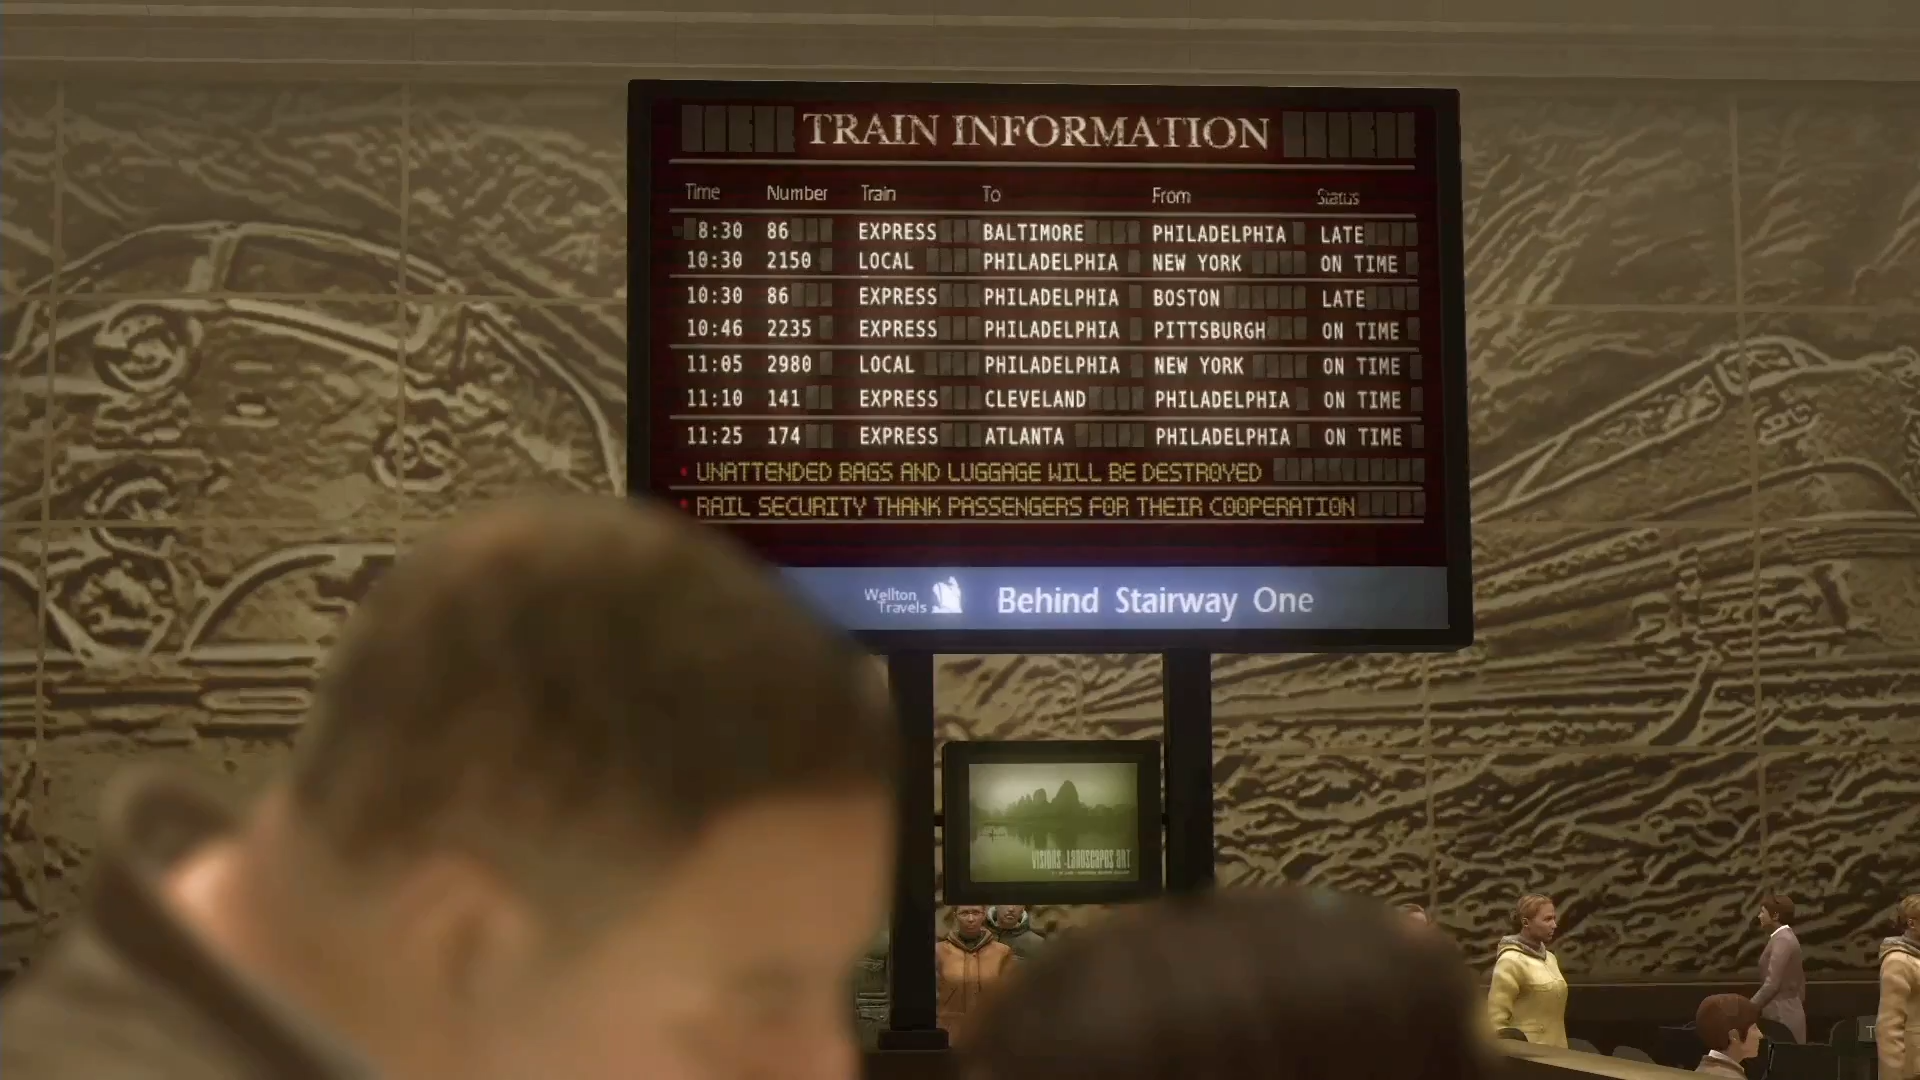 TRAIN INFORMATION
Time Number Train To From Status
8:30 86 EXPRESS BALTIMORE PHILADELPHIA LATE
10:30 2150 LOCAL PHILADELPHIA NEW YORK ON TIME
10:30 86 EXPRESS PHILADELPHIA BOSTON LATE
10:46 2235 EXPRESS PHILADELPHIA PITTSBURGH ON TIME
11:05 2980 LOCAL PHILADELPHIA NEW YORK ON TIME
11:10 141 EXPRESS CLEVELAND PHILADELPHIA ON TIME
11:25 174 EXPRESS ATLANTA PHILADELPHIA ON TIME
• UNATTENDED BAGS AND LUGGAGE WILL BE DESTROYED
• RAIL SECURITY THANK PASSENGERS FOR THEIR COOPERATION
Wellton
Travels
Behind Stairway One
VISIONS - LANDSCAPES ART